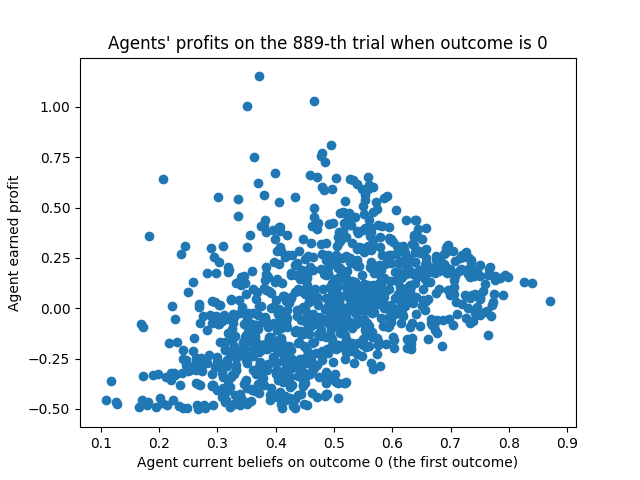 Agents' profits on the 889-th trial when outcome is 0
Agent earned profit
1.00
0.75
0.50
0.25
0.00
−0.25
−0.50
0.1 0.2 0.3 0.4 0.5 0.6 0.7 0.8 0.9
Agent current beliefs on outcome 0 (the first outcome)